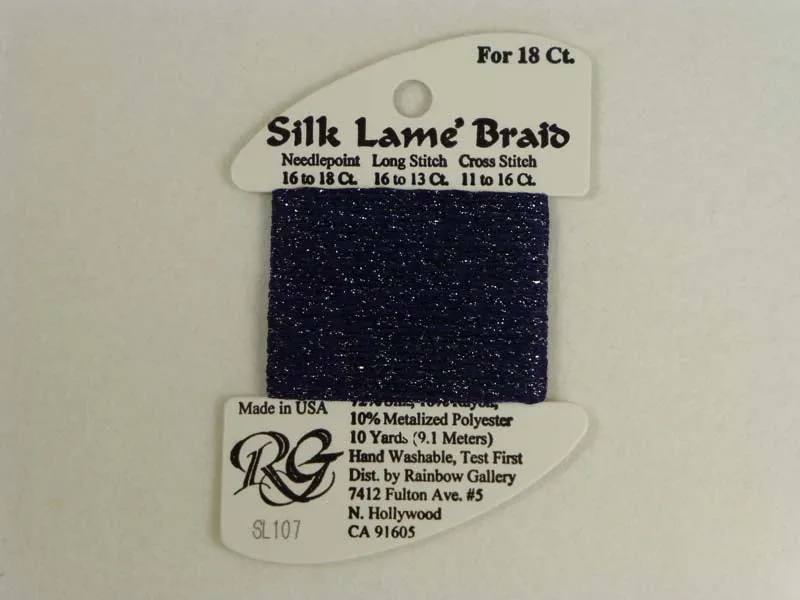 For 18 Ct.
Silk Lame' Braid
Needlepoint Long Stitch Cross Stitch
16 to 18 Ct. 16 to 13 Ct. 11 to 16 Ct.
Made in USA
10% Metalized Polyester
10 Yards (9.1 Meters)
Hand Washable, Test First
Dist. by Rainbow Gallery
7412 Fulton Ave. #5
N. Hollywood
CA 91605
RG
SL107